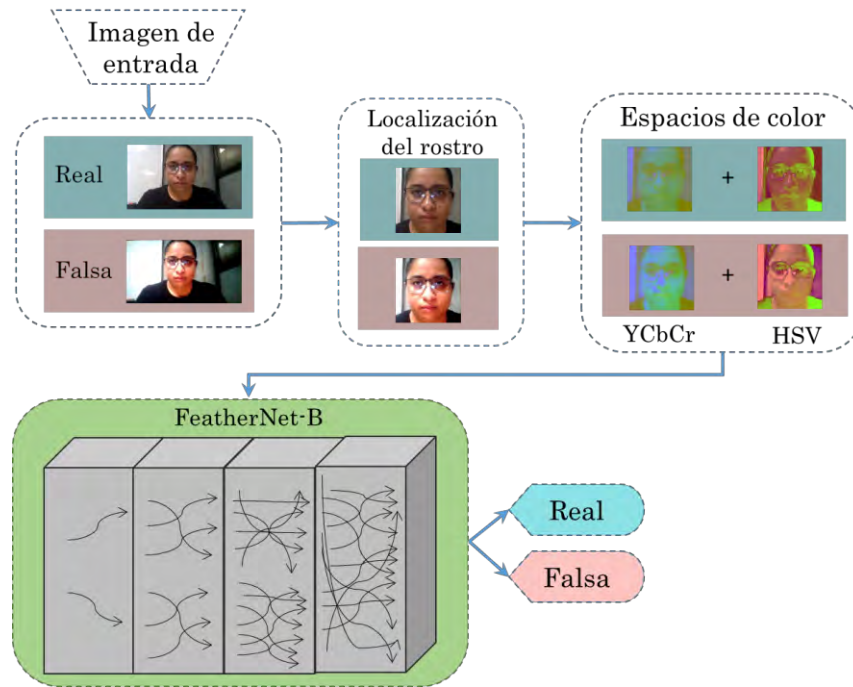 Imagen de
entrada
Real
Falsa
Localización
del rostro
Espacios de color
+
+
YCbCr
HSV
FeatherNet-B
Real
Falsa